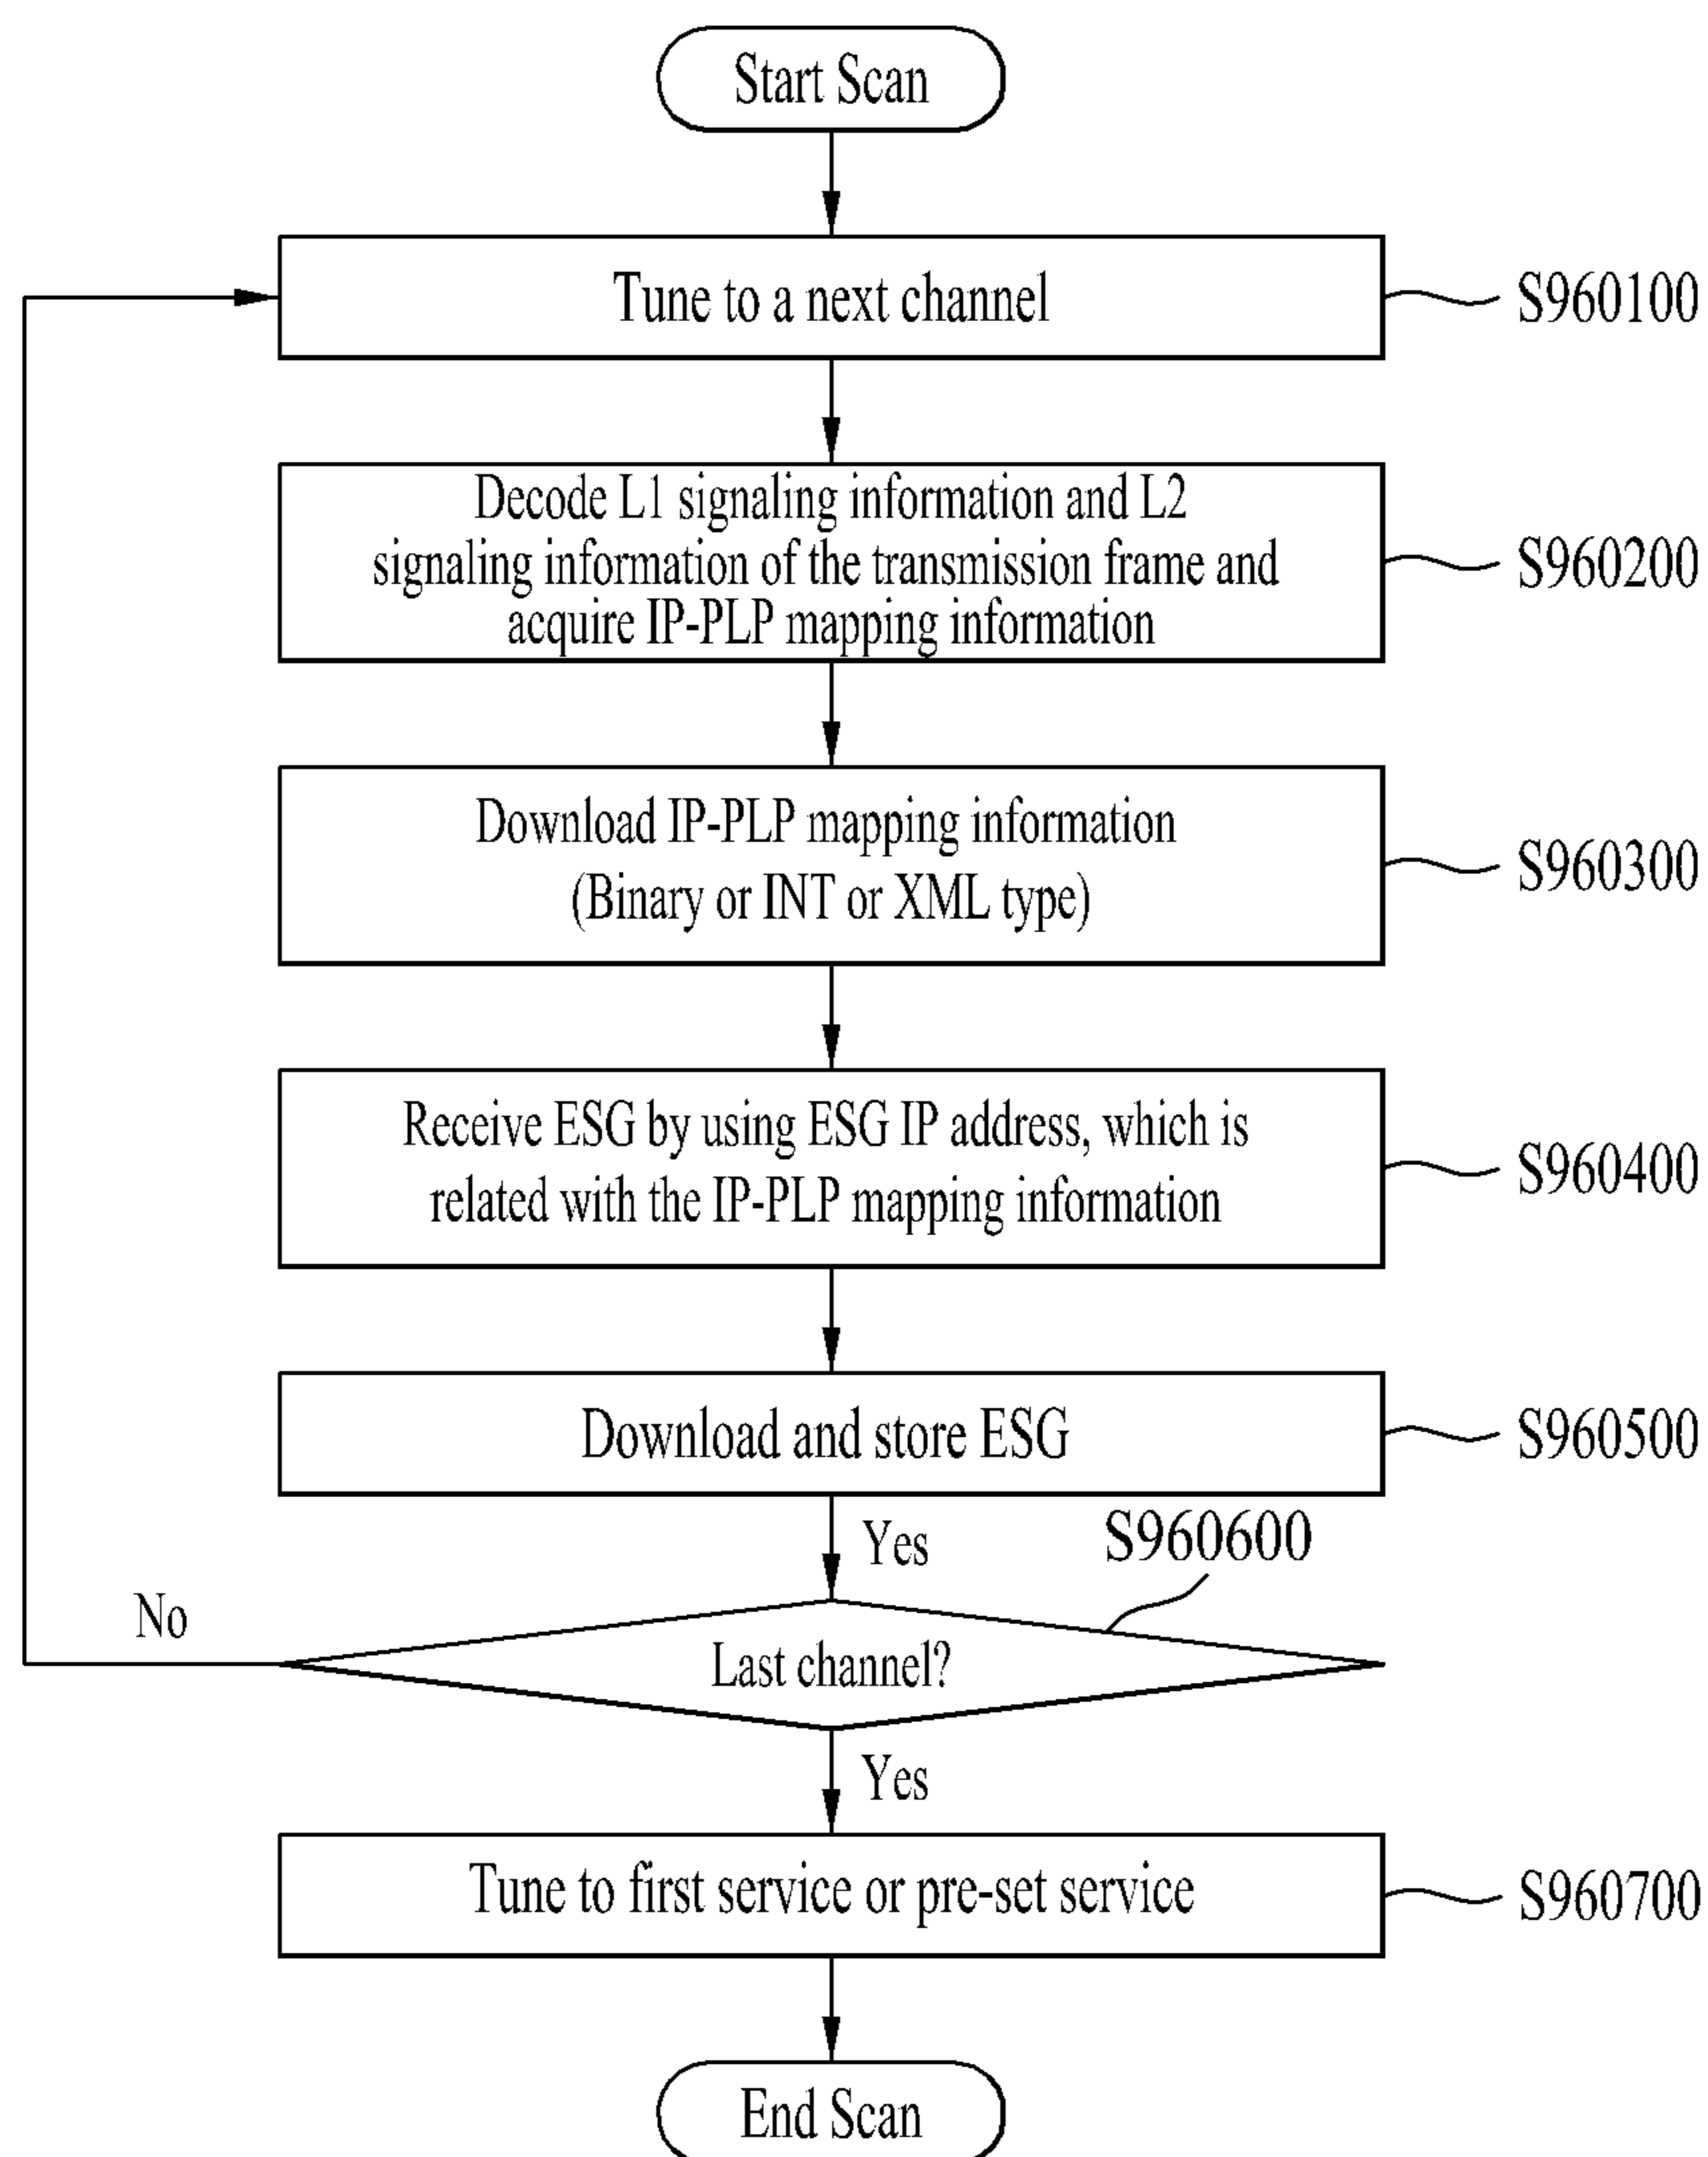 Start Scan
Tune to a next channel
S960100
Decode L1 signaling information and L2
signaling information of the transmission frame and
acquire IP-PLP mapping information
S960200
Download IP-PLP mapping information
(Binary or INT or XML type)
S960300
Receive ESG by using ESG IP address, which is
related with the IP-PLP mapping information
S960400
Download and store ESG
S960500
Yes
S960600
No
Last channel?
Yes
Tune to first service or pre-set service
S960700
End Scan